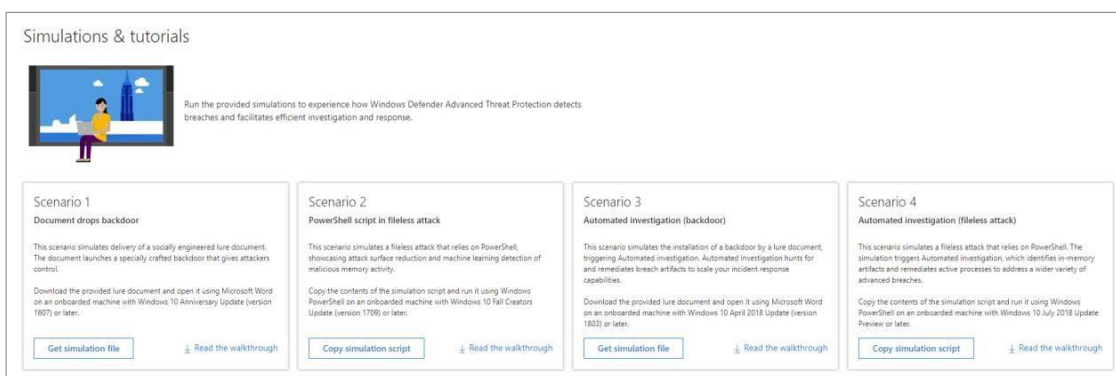 Simulations & tutorials
Run the provided simulations to experience how Windows Defender Advanced Threat Protection detects
breaches and facilitates efficient investigation and response.
Scenario 1
Document drops backdoor
This scenario simulates delivery of a socially engineered lure document.
The document launches a specially crafted backdoor that gives attackers
control.
Download the provided lure document and open it using Microsoft Word
on an onboarded machine with Windows 10 Anniversary Update (version
1607) or later.
Get simulation file
Read the walkthrough
Scenario 2
PowerShell script in fileless attack
This scenario simulates a fileless attack that relies on PowerShell,
showcasing attack surface reduction and machine learning detection of
malicious memory activity.
Copy the contents of the simulation script and run it using Windows
PowerShell on an onboarded machine with Windows 10 Fall Creators
Update (version 1709) or later.
Copy simulation script
Read the walkthrough
Scenario 3
Automated investigation (backdoor)
This scenario simulates the installation of a backdoor by a lure document,
triggering Automated investigation. Automated investigation hunts for
and remediates breach artifacts to scale your incident response
capabilities.
Download the provided lure document and open it using Microsoft Word
on an onboarded machine with Windows 10 April 2018 Update (version
1803) or later.
Get simulation file
Read the walkthrough
Scenario 4
Automated investigation (fileless attack)
This scenario simulates a fileless attack that relies on PowerShell. The
simulation triggers Automated investigation, which identifies in-memory
artifacts and remediates active processes to address a wider variety of
advanced breaches.
Copy the contents of the simulation script and run it using Windows
PowerShell on an onboarded machine with Windows 10 July 2018 Update
Preview or later.
Copy simulation script
Read the walkthrough